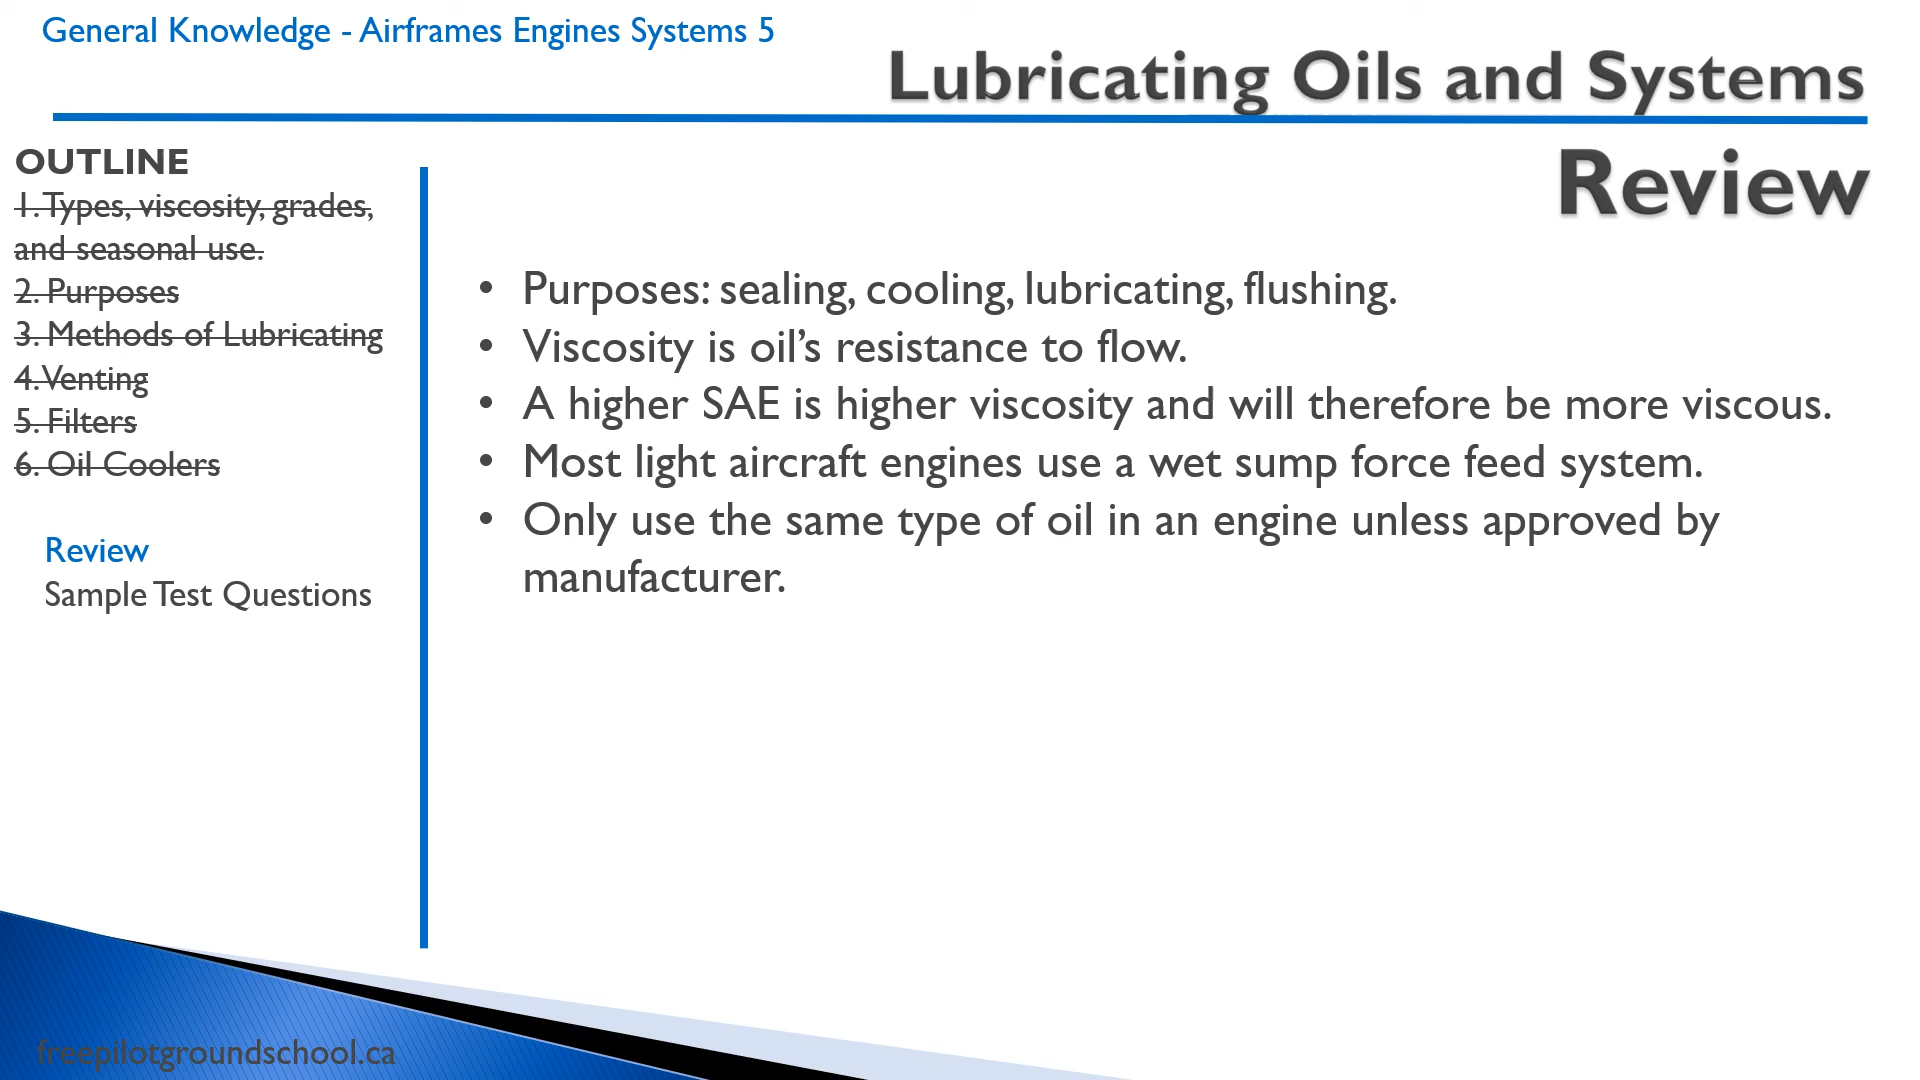 General Knowledge - Airframes Engines Systems 5
Lubricating Oils and Systems
Review
OUTLINE
1. Types, viscosity, grades,
and seasonal use.
2. Purposes
3. Methods of Lubricating
4. Venting
5. Filters
6. Oil Coolers
Review
Sample Test Questions
• Purposes: sealing, cooling, lubricating, flushing.
• Viscosity is oil’s resistance to flow.
• A higher SAE is higher viscosity and will therefore be more viscous.
• Most light aircraft engines use a wet sump force feed system.
• Only use the same type of oil in an engine unless approved by
manufacturer.
freepilotgroundschool.ca